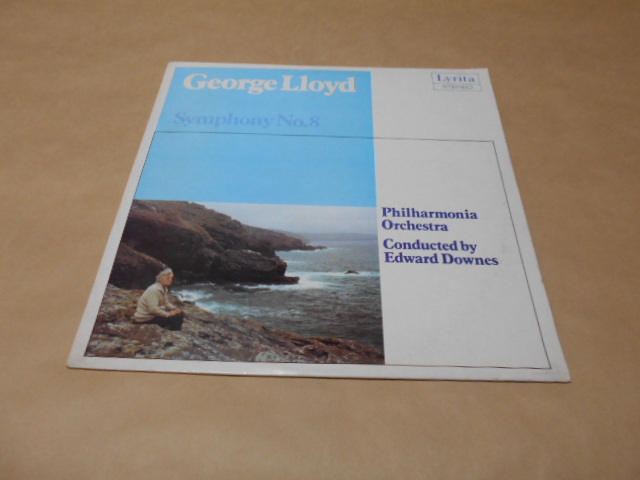 George Lloyd
Lyrita
STEREO
Symphony No.8
Philharmonia
Orchestra
Conducted by
Edward Downes